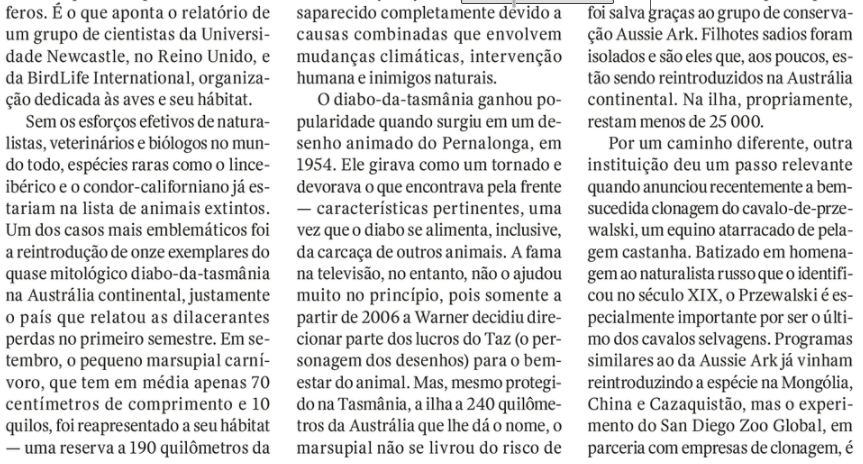 feros. É o que aponta o relatório de
um grupo de cientistas da Universi-
dade Newcastle, no Reino Unido, e
da BirdLife International, organiza-
ção dedicada às aves e seu hábitat.
Sem os esforços efetivos de natura-
listas, veterinários e biólogos no mun-
do todo, espécies raras como o lince-
ibérico e o condor-californiano já es-
tariam na lista de animais extintos.
Um dos casos mais emblemáticos foi
a reintrodução de onze exemplares do
quase mitológico diabo-da-tasmânia
na Austrália continental, justamente
o país que relatou as dilacerantes
perdas no primeiro semestre. Em se-
tembro, o pequeno marsupial carní-
voro, que tem em média apenas 70
centímetros de comprimento e 10
quilos, foi reapresentado a seu hábitat
— uma reserva a 190 quilômetros da
saparecido completamente devido a
causas combinadas que envolvem
mudanças climáticas, intervenção
humana e inimigos naturais.
O diabo-da-tasmânia ganhou po-
pularidade quando surgiu em um de-
senho animado do Pernalonga, em
1954. Ele girava como um tornado e
devorava o que encontrava pela frente
— características pertinentes, uma
vez que o diabo se alimenta, inclusive,
da carcaça de outros animais. A fama
na televisão, no entanto, não o ajudou
muito no princípio, pois somente a
partir de 2006 a Warner decidiu dire-
cionar parte dos lucros do Taz (o per-
sonagem dos desenhos) para o bem-
estar do animal. Mas, mesmo protegi-
do na Tasmânia, a ilha a 240 quilôme-
tros da Austrália que lhe dá o nome, o
marsupial não se livrou do risco de
foi salva graças ao grupo de conserva-
ção Aussie Ark. Filhotes sadios foram
isolados e são eles que, aos poucos, es-
tão sendo reintroduzidos na Austrália
continental. Na ilha, propriamente,
restam menos de 25 000.
Por um caminho diferente, outra
instituição deu um passo relevante
quando anunciou recentemente a bem-
sucedida clonagem do cavalo-de-prze-
walski, um equino atarracado de pela-
gem castanha. Batizado em homena-
gem ao naturalista russo que o identifi-
cou no século XIX, o Przewalski é es-
pecialmente importante por ser o últi-
mo dos cavalos selvagens. Programas
similares ao da Aussie Ark já vinham
reintroduzindo a espécie na Mongólia,
China e Cazaquistão, mas o experi-
mento do San Diego Zoo Global, em
parceria com empresas de clonagem, é